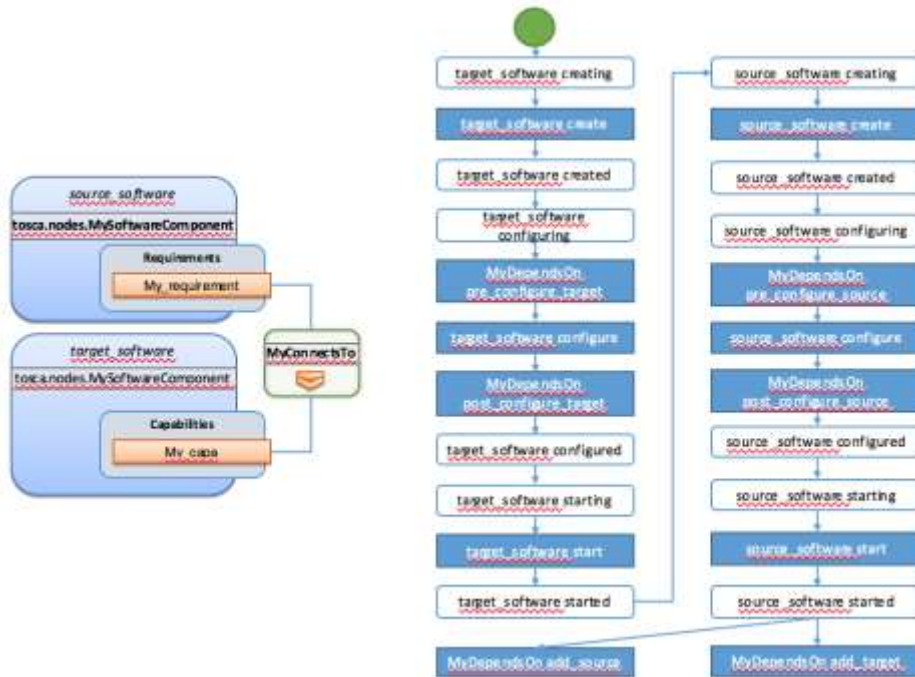 source_software
tosca.nodes.MySoftwareComponent
Requirements
My_requirement
target_software
tosca.nodes.MySoftwareComponent
Capabilities
My_capa
MyConnectsTo
target_software creating
target_software create
target_software created
target_software
configuring
MyDependsOn
pre_configure_target
target_software configure
MyDependsOn
post_configure_target
target_software configured
target_software starting
target_software start
target_software started
MyDependsOn add_source
source_software creating
source_software create
source_software created
source_software configuring
MyDependsOn
pre_configure_source
source_software configure
MyDependsOn
post_configure_source
source_software configured
source_software starting
source_software start
source_software started
MyDependsOn add_target